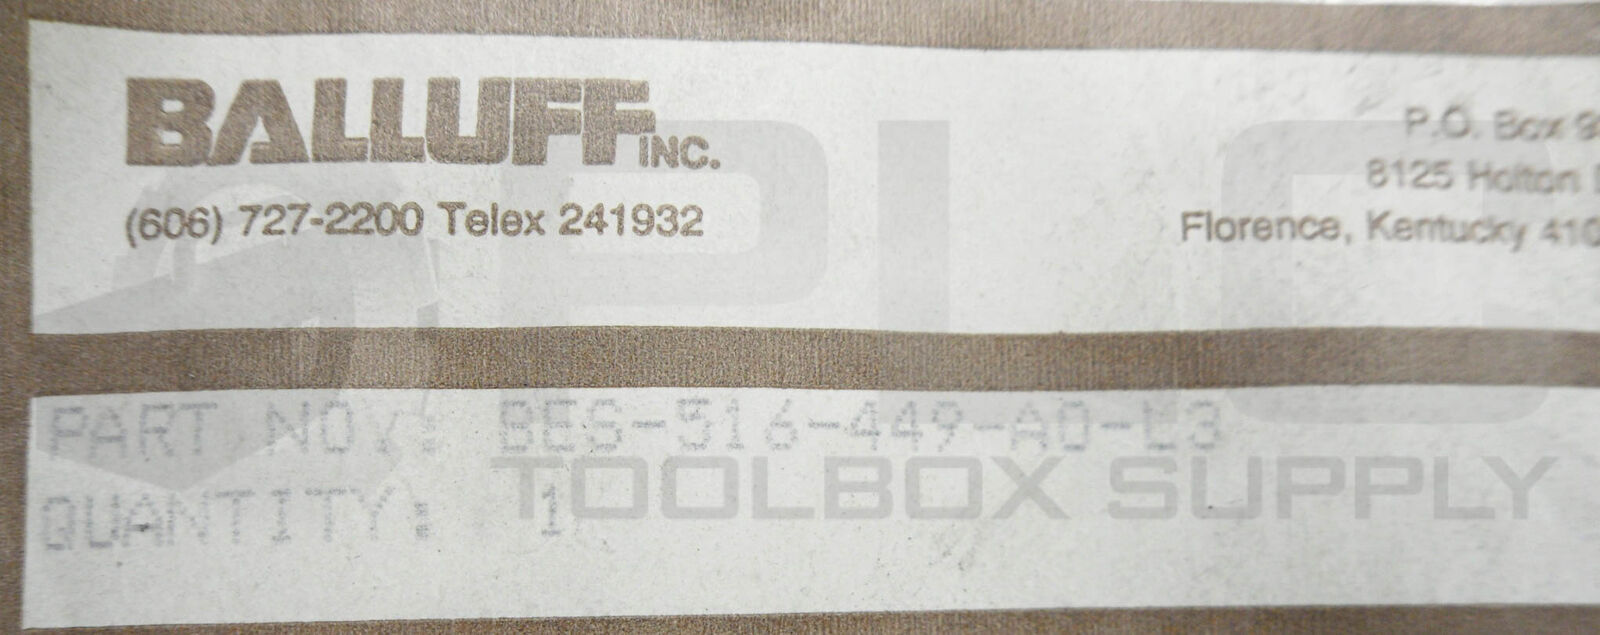 BALLUFF INC.
(606) 727-2200 Telex 241932
P.O. Box
8125 Holton
Florence, Kentucky
PART NO.: BES-516-449-A0-L3
QUANTITY: 1
PLC
TOOLBOX SUPPLY